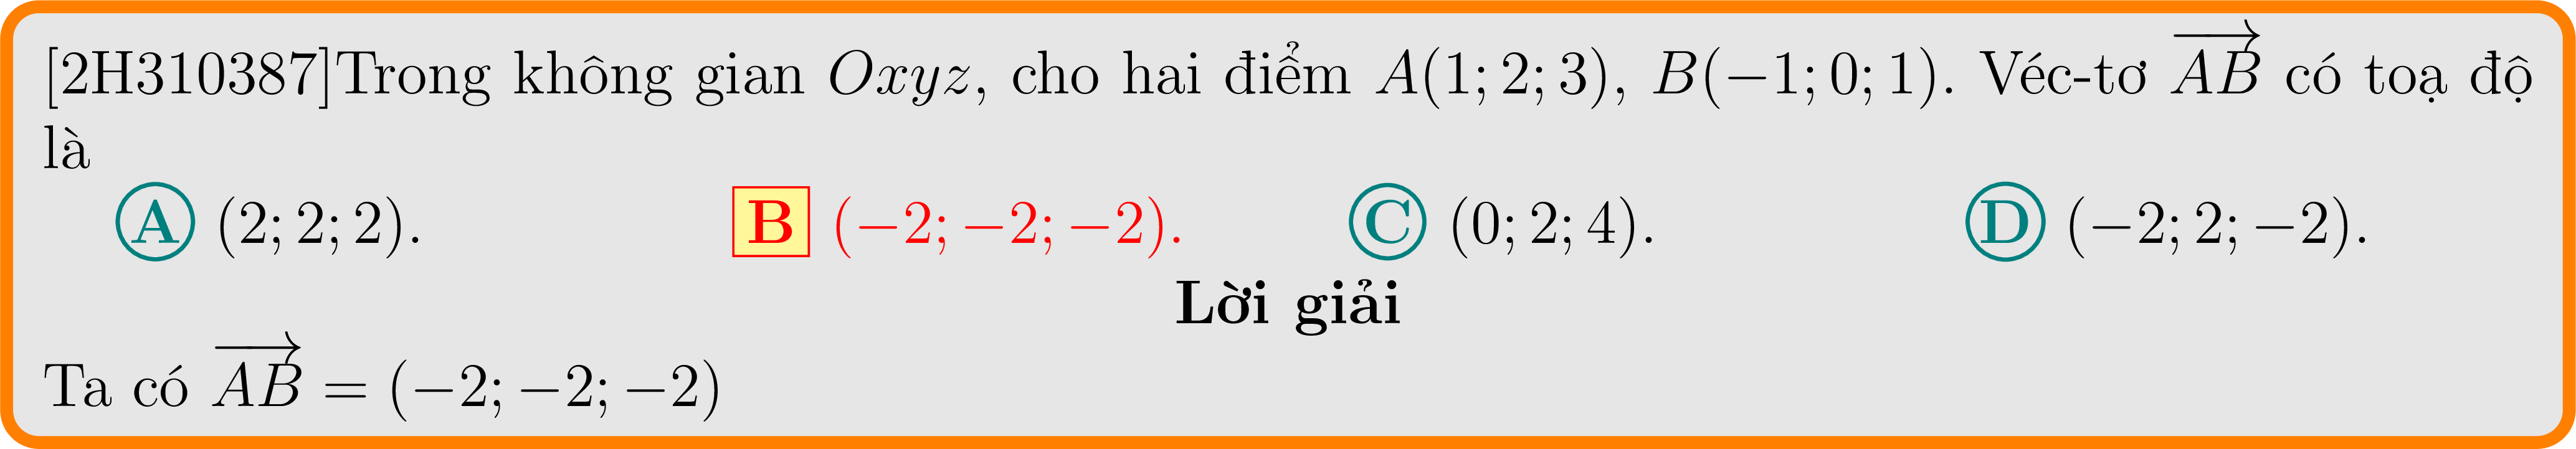 [2H310387]Trong không gian Oxyz, cho hai điểm A(1; 2; 3), B(−1; 0; 1). Véc-tơ $\overrightarrow{AB}$ có toạ độ
là
A (2; 2; 2). B (−2; −2; −2). C (0; 2; 4). D (−2; 2; −2).
Lời giải
Ta có $\overrightarrow{AB}$ = (−2; −2; −2)